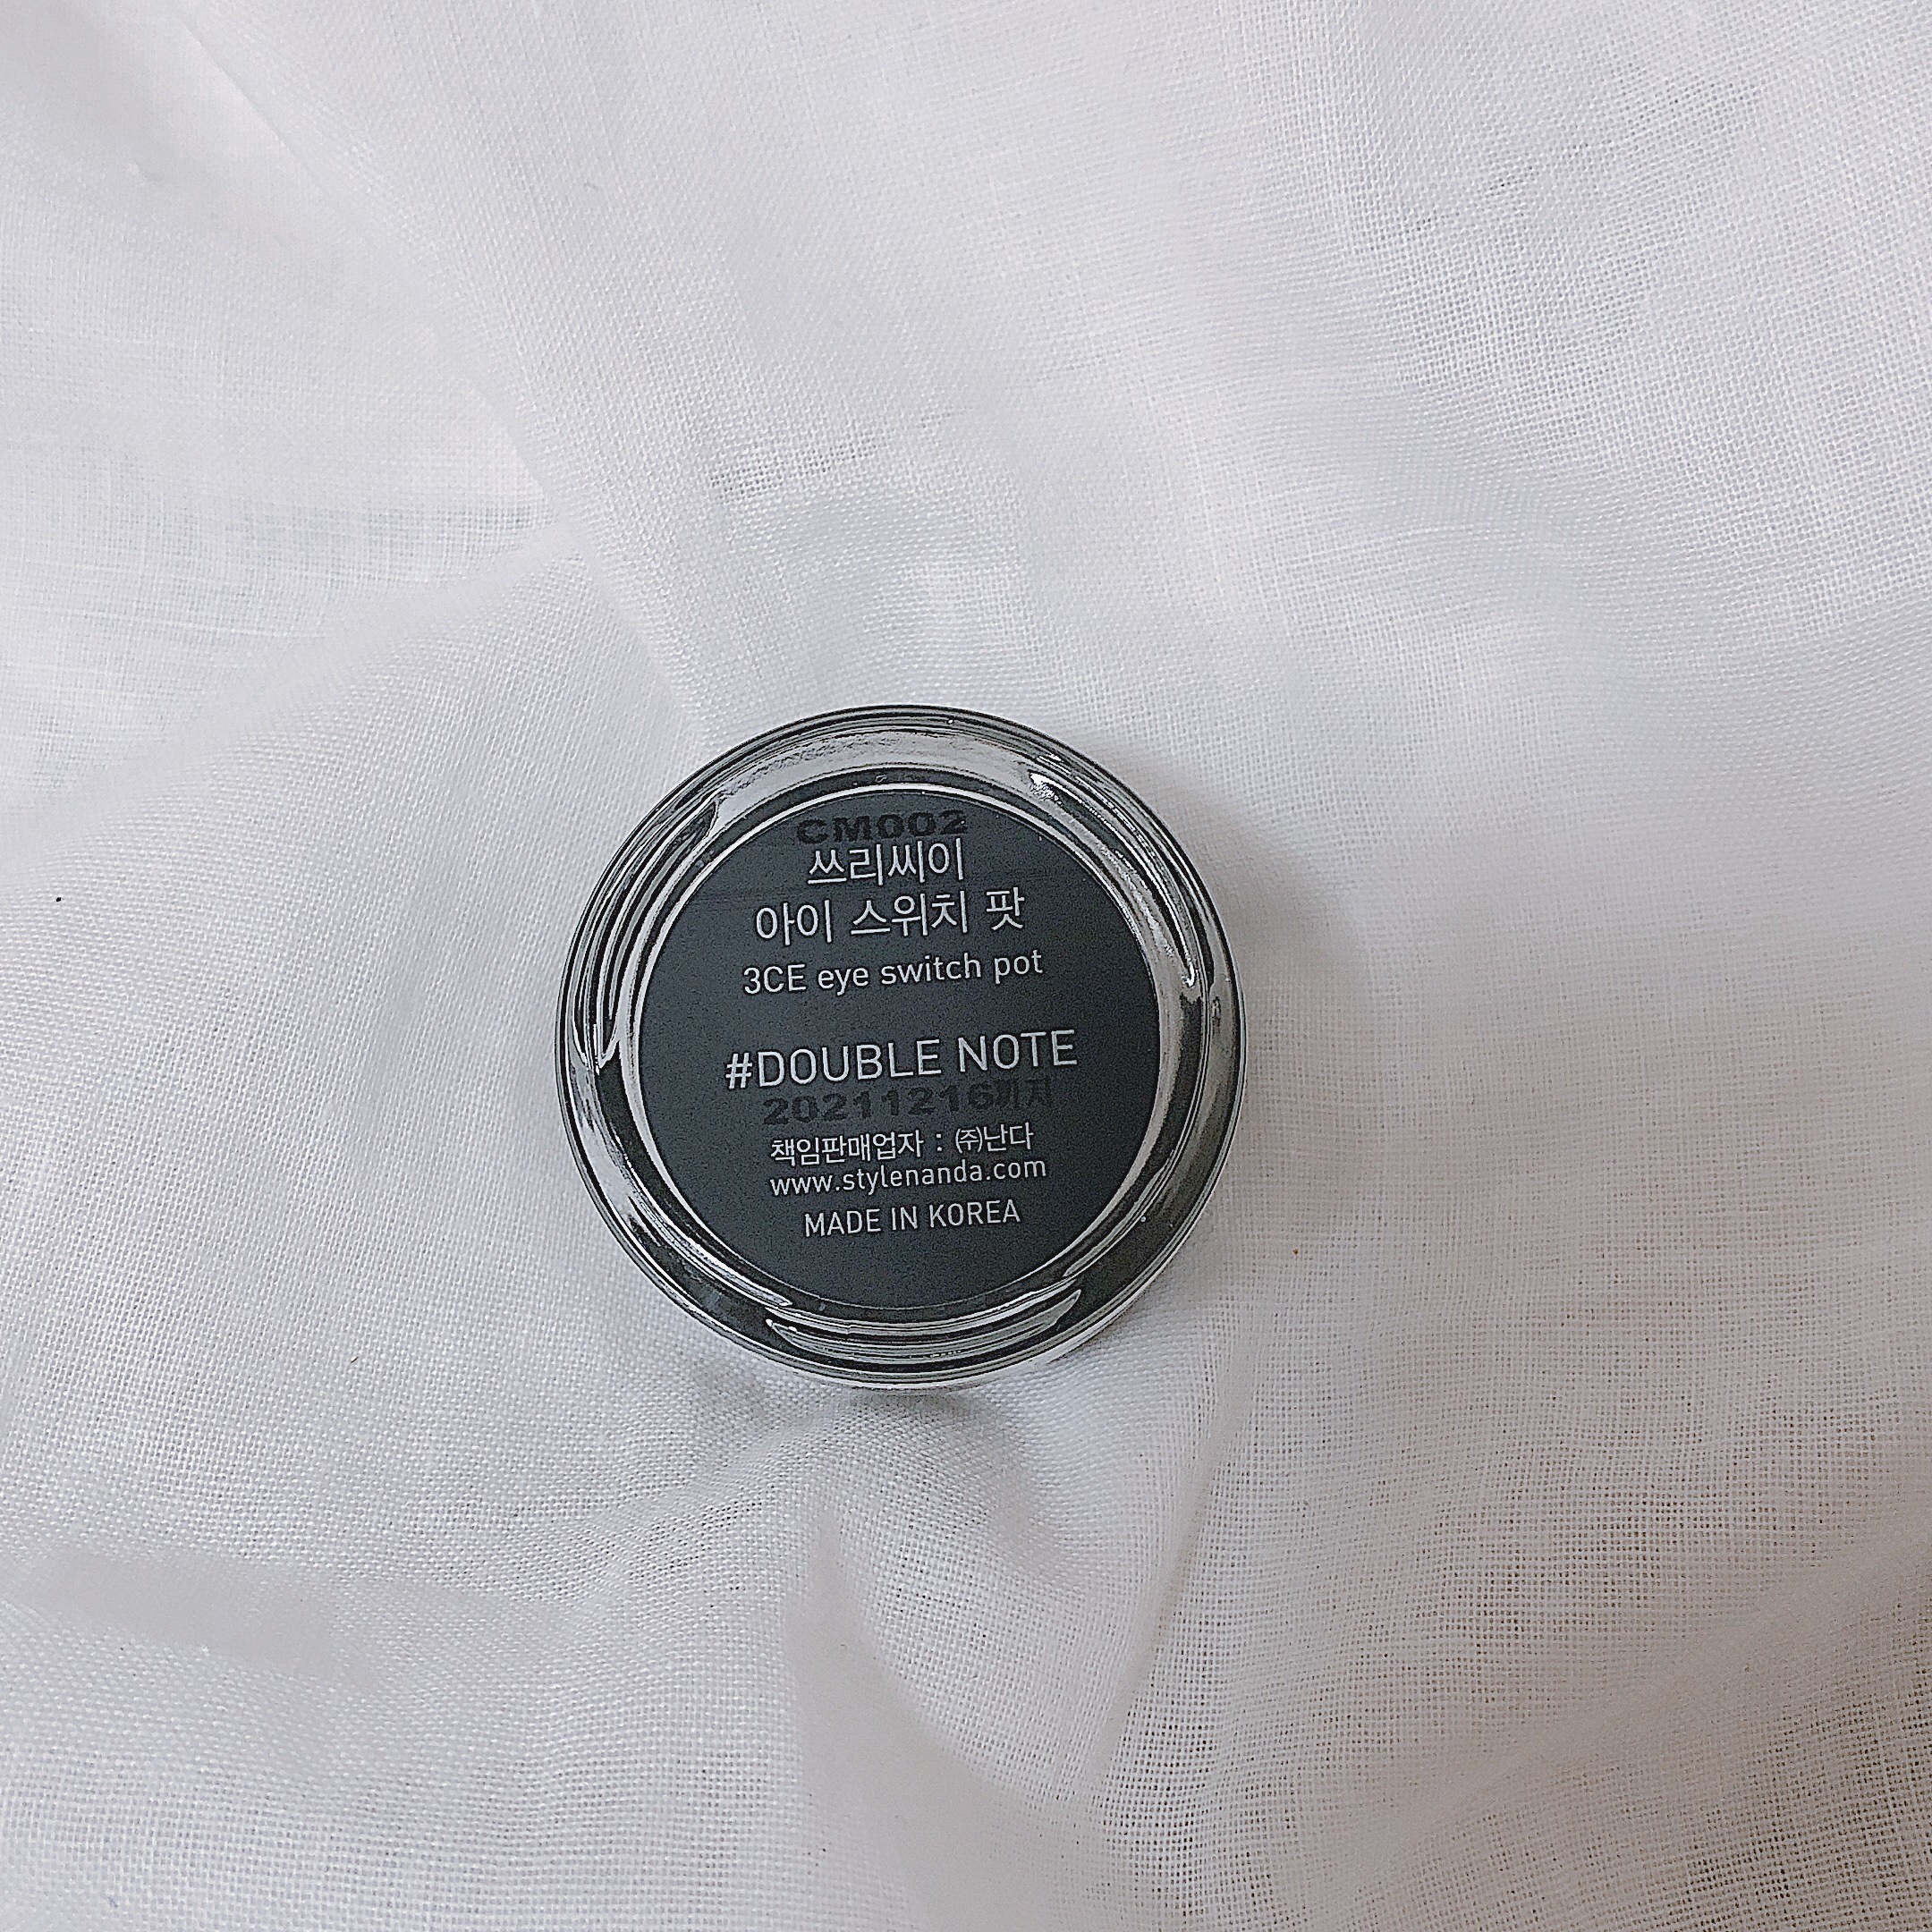 CM002
쓰리씨이
아이 스위치 팟
3CE eye switch pot
#DOUBLE NOTE
20211216까지
책임판매업자 : ㈜난다
www.stylenanda.com
MADE IN KOREA